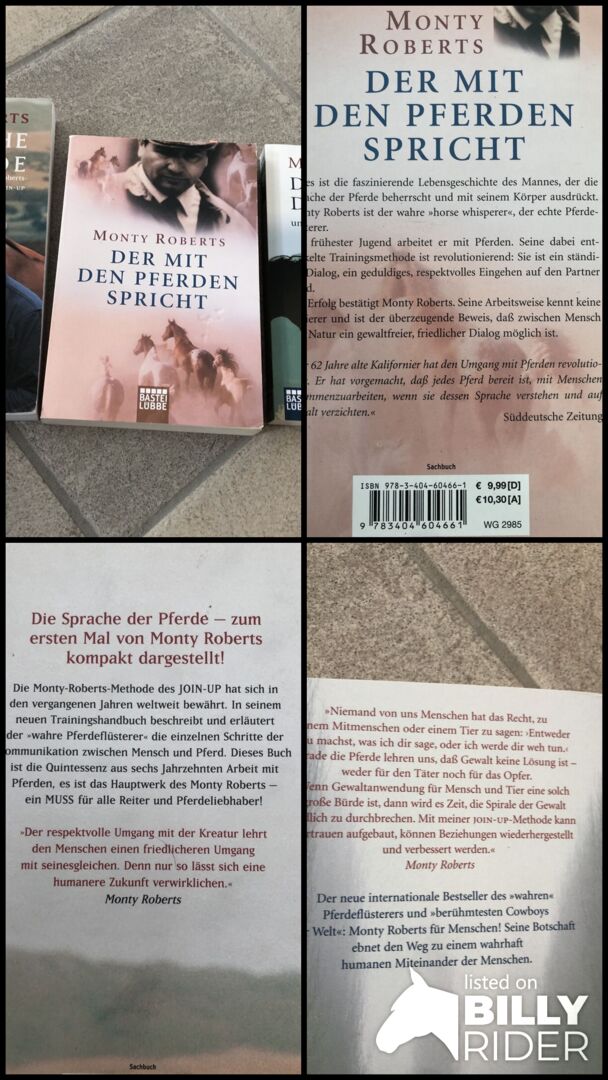 RTS
HE
DE
oberts-
OIN-UP
MONTY ROBERTS
DER MIT
DEN PFERDEN
SPRICHT
BASTEI
LÜBBE
M
D
D
un
BASTEI
LÜBBE
MONTY
ROBERTS
DER MIT
DEN PFERDEN
SPRICHT
es ist die faszinierende Lebensgeschichte des Mannes, der die
ache der Pferde beherrscht und mit seinem Körper ausdrückt.
nty Roberts ist der wahre »horse whisperer«, der echte Pferde-
erer.
frühester Jugend arbeitet er mit Pferden. Seine dabei ent-
kelte Trainingsmethode ist revolutionierend: Sie ist ein ständi-
Dialog, ein geduldiges, respektvolles Eingehen auf den Partner
d.
Erfolg bestätigt Monty Roberts. Seine Arbeitsweise kennt keine
ierer und ist der überzeugende Beweis, daß zwischen Mensch
Natur ein gewaltfreier, friedlicher Dialog möglich ist.
r 62 Jahre alte Kalifornier hat den Umgang mit Pferden revolutio-
. Er hat vorgemacht, daß jedes Pferd bereit ist, mit Menschen
mmenzuarbeiten, wenn sie dessen Sprache verstehen und auf
alt verzichten.«
Süddeutsche Zeitung
Sachbuch
ISBN 978-3-404-60466-1
€ 9,99 [D]
€ 10,30 [A]
9 783404 604661
WG 2985
Die Sprache der Pferde – zum
ersten Mal von Monty Roberts
kompakt dargestellt!
Die Monty-Roberts-Methode des JOIN-UP hat sich in
den vergangenen Jahren weltweit bewährt. In seinem
neuen Trainingshandbuch beschreibt und erläutert
der »wahre Pferdeflüsterer« die einzelnen Schritte der
ommunikation zwischen Mensch und Pferd. Dieses Buch
ist die Quintessenz aus sechs Jahrzehnten Arbeit mit
Pferden, es ist das Hauptwerk des Monty Roberts –
ein MUSS für alle Reiter und Pferdeliebhaber!
»Der respektvolle Umgang mit der Kreatur lehrt
den Menschen einen friedlicheren Umgang
mit seinesgleichen. Denn nur so lässt sich eine
humanere Zukunft verwirklichen.«
Monty Roberts
Sachbuch
»Niemand von uns Menschen hat das Recht, zu
nem Mitmenschen oder einem Tier zu sagen: ›Entweder
u machst, was ich dir sage, oder ich werde dir weh tun.‹
rade die Pferde lehren uns, daß Gewalt keine Lösung ist –
weder für den Täter noch für das Opfer.
enn Gewaltanwendung für Mensch und Tier eine solch
große Bürde ist, dann wird es Zeit, die Spirale der Gewalt
dlich zu durchbrechen. Mit meiner JOIN-UP-Methode kann
rtrauen aufgebaut, können Beziehungen wiederhergestellt
und verbessert werden.«
Monty Roberts
Der neue internationale Bestseller des »wahren«
Pferdeflüsterers und »berühmtesten Cowboys
r Welt«: Monty Roberts für Menschen! Seine Botschaft
ebnet den Weg zu einem wahrhaft
humanen Miteinander der Menschen.
listed on
BILLY
RIDER